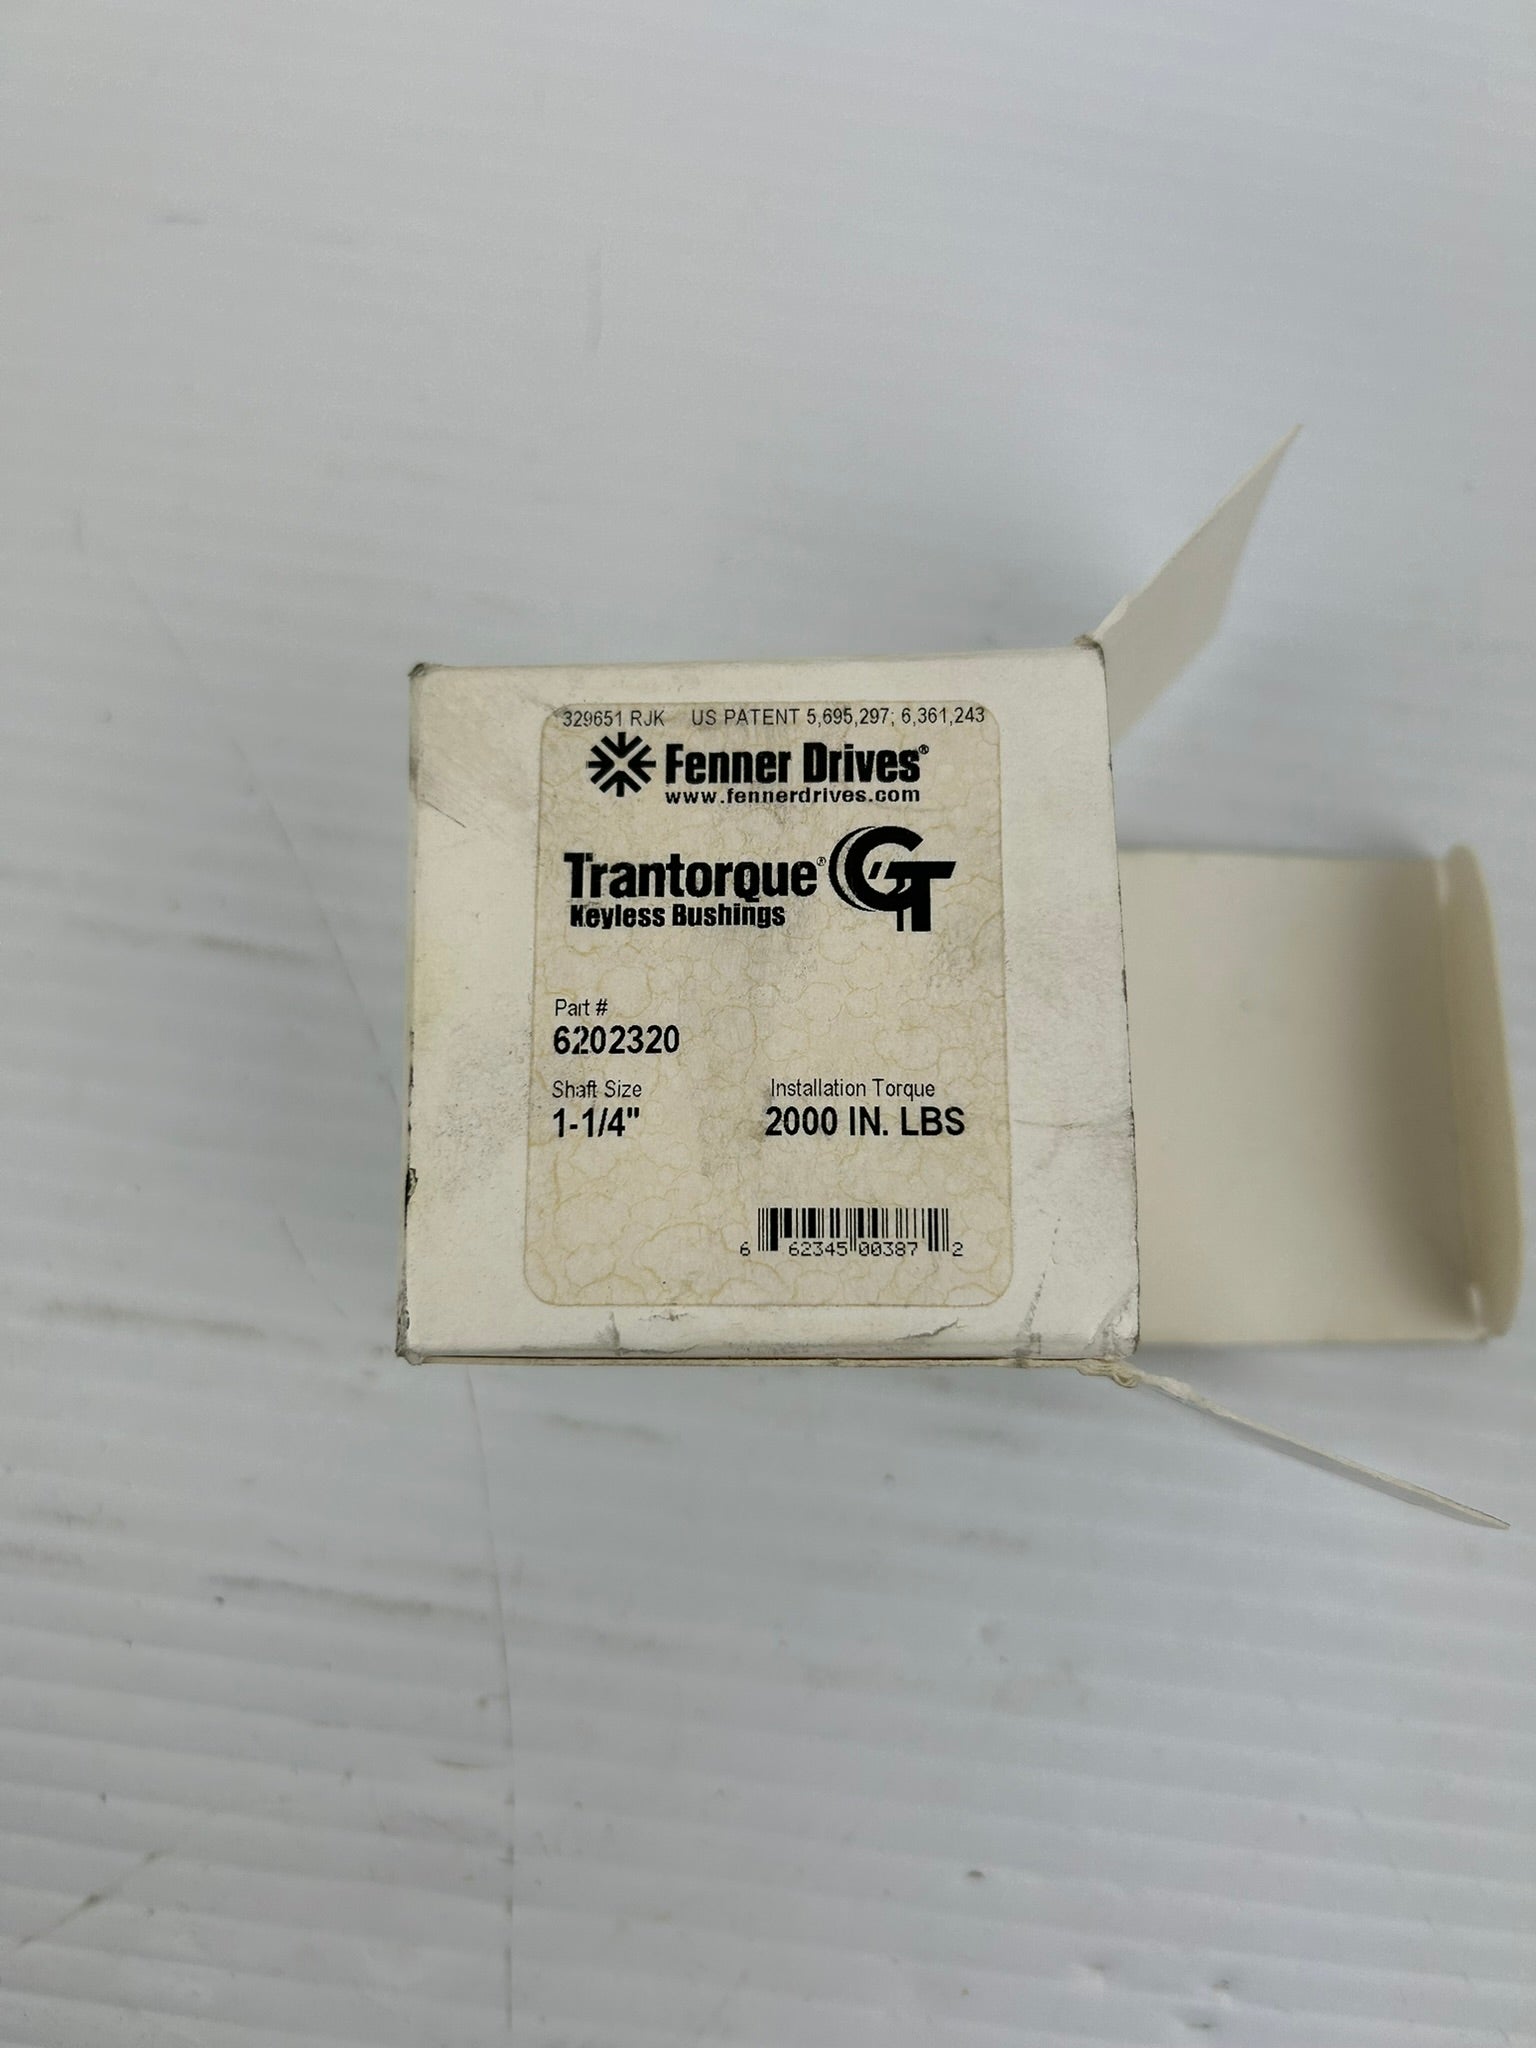 329651 RJK US PATENT 5,695,297; 6,361,243
Fenner Drives®
www.fennerdrives.com
Trantorque® GT
Keyless Bushings
Part #
6202320
Shaft Size Installation Torque
1-1/4" 2000 IN. LBS
6 62345 00387 2